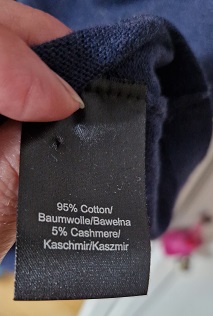 95% Cotton/
Baumwolle/Bawełna
5% Cashmere/
Kaschmir/Kaszmir